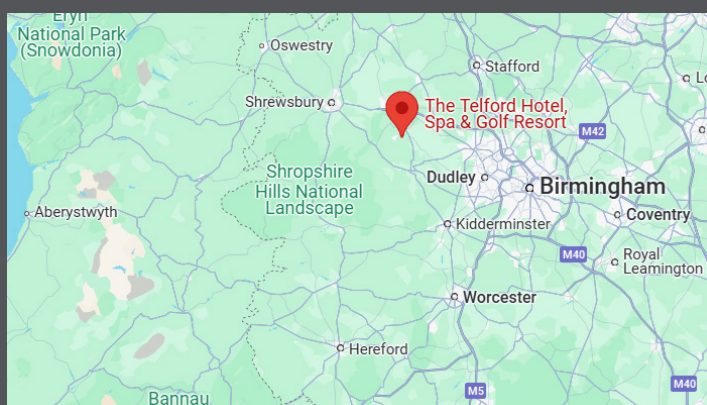 Eryri
National Park
(Snowdonia)
Oswestry
Stafford
Shrewsbury
The Telford Hotel,
Spa & Golf Resort
M42
Shropshire
Hills National
Landscape
Dudley
Birmingham
Aberystwyth
Kidderminster
Coventry
M40
Royal
Leamington
Worcester
Hereford
M5
M40
Bannau